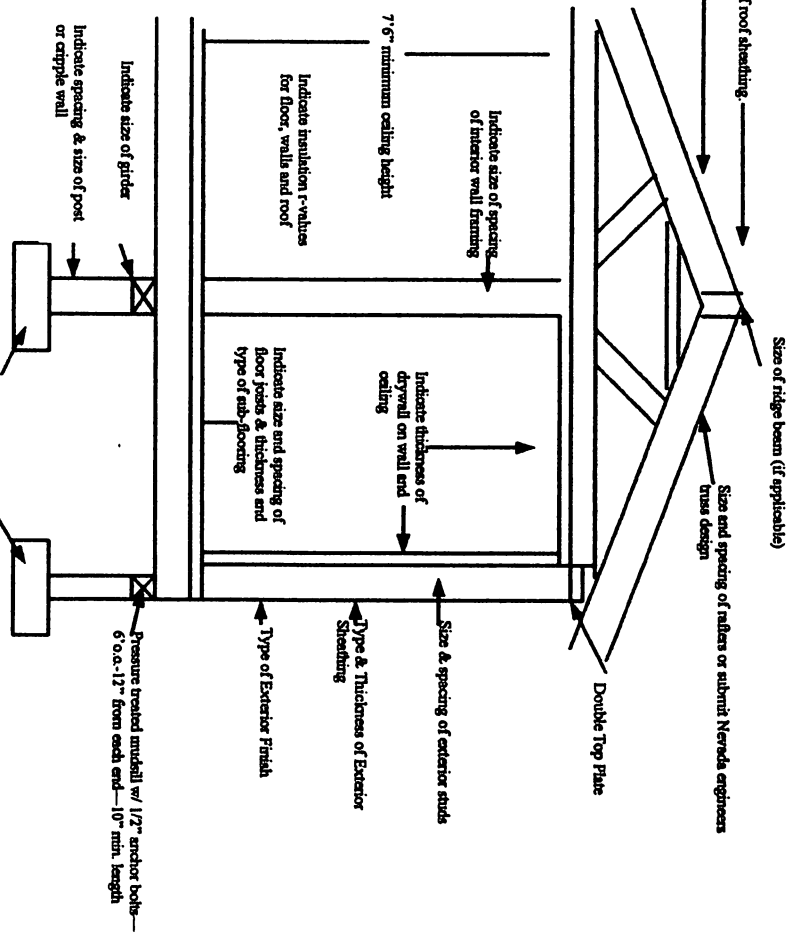 f roof sheathing.
Size of ridge beam (if applicable)
Size and spacing of rafters or submit Nevada engineers
truss design
Double Top Plate
7'6" minimum ceiling height
Indicate size of spacing
of interior wall framing
Indicate thickness of
drywall on wall and
ceiling
Size & spacing of exterior studs
Type & Thickness of Exterior
Sheathing
Indicate insulation r-values
for floor, walls and roof
Indicate size and spacing of
floor joists & thickness and
type of sub-flooring
Type of Exterior Finish
Indicate size of girder
Indicate spacing & size of post
or cripple wall
Pressure treated mudsill w/ 1/2" anchor bolts—
6'o.c.-12" from each end—10" min. length